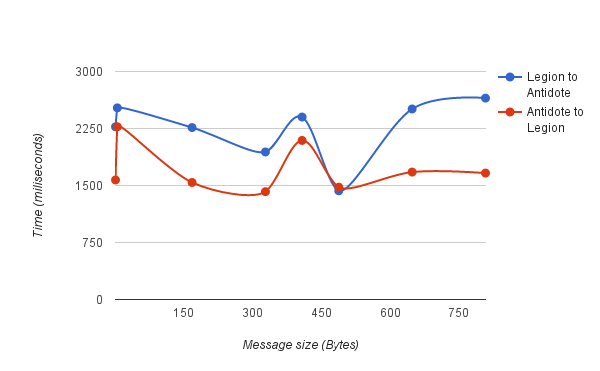 3000
2250
1500
750
0
150
300
450
600
750
Time (miliseconds)
Message size (Bytes)
Legion to
Antidote
Antidote to
Legion